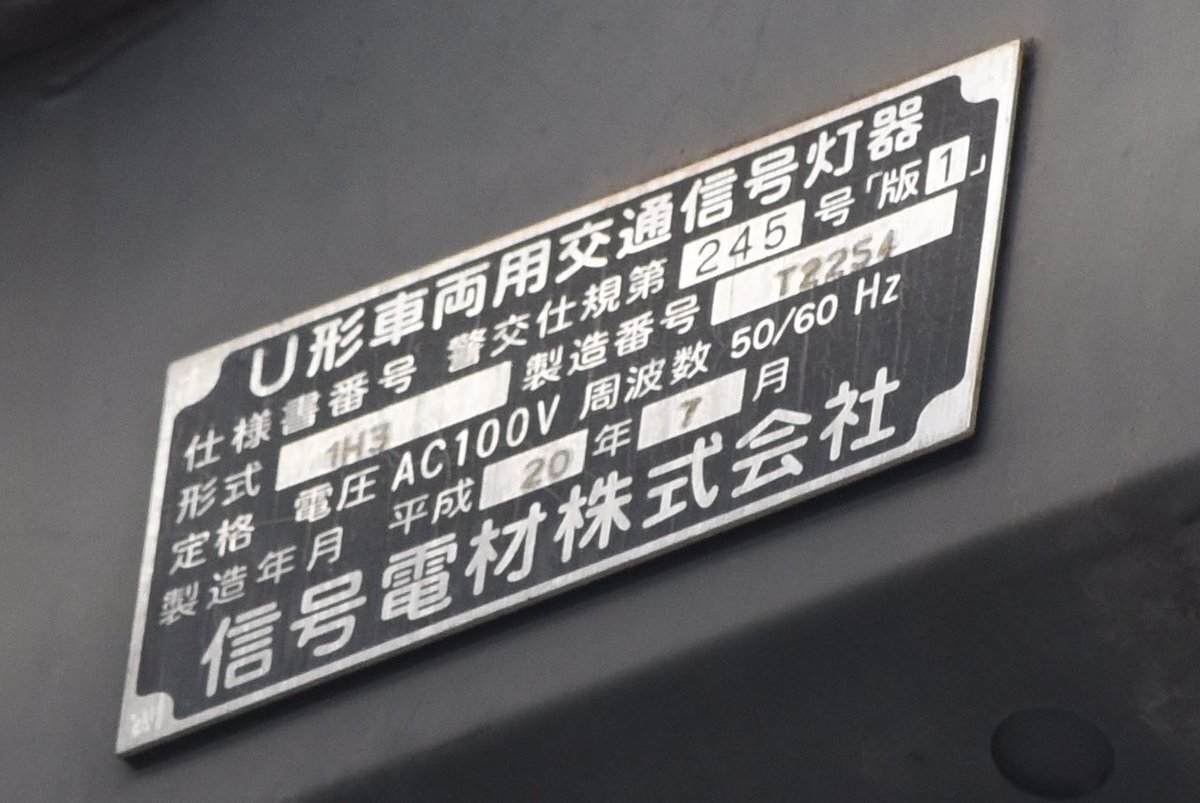 U形車両用交通信号灯器
仕様書番号 警交仕規第 245 号「版1」
形式 1H3 製造番号 T2254
定格 電圧 AC100V 周波数 50/60 Hz
製造年月 平成 20 年 7 月
信号電材株式会社